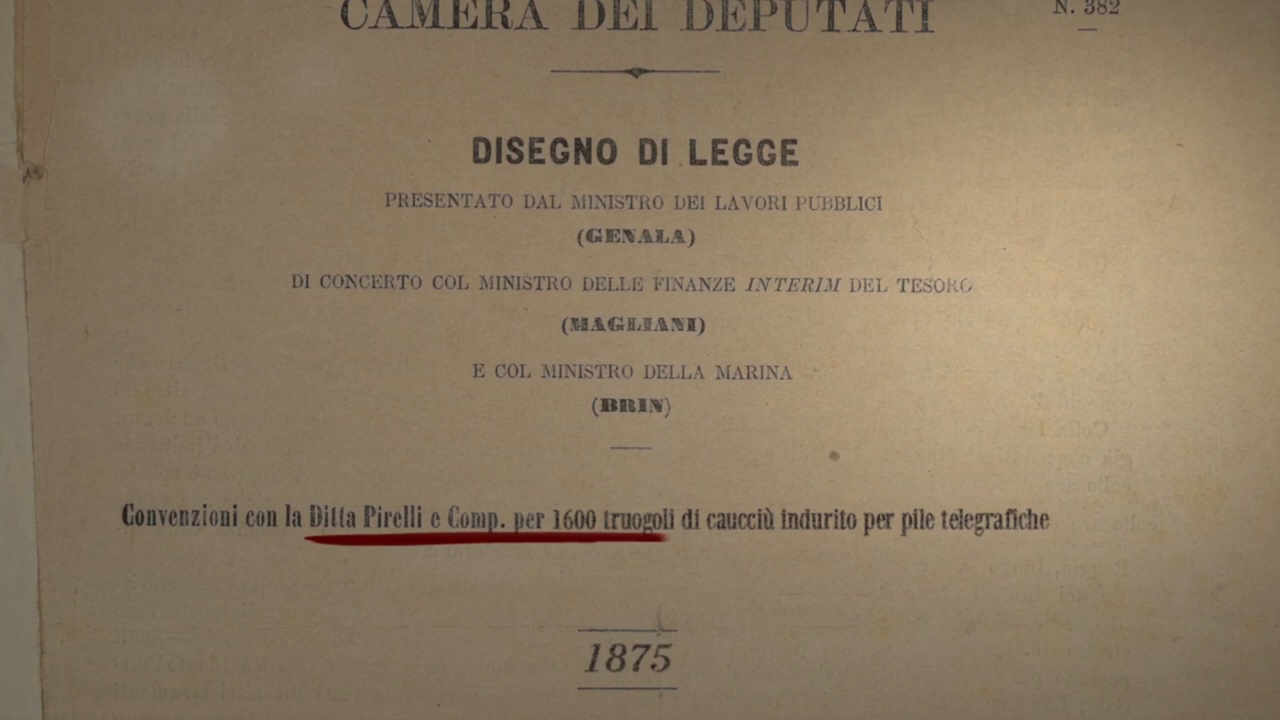 CAMERA DEI DEPUTATI
N. 382
DISEGNO DI LEGGE
PRESENTATO DAL MINISTRO DEI LAVORI PUBBLICI
(GENALA)
DI CONCERTO COL MINISTRO DELLE FINANZE INTERIM DEL TESORO
(MAGLIANI)
E COL MINISTRO DELLA MARINA
(BRIN)
Convenzioni con la Ditta Pirelli e Comp. per 1600 truogoli di caucciù indurito per pile telegrafiche
1875